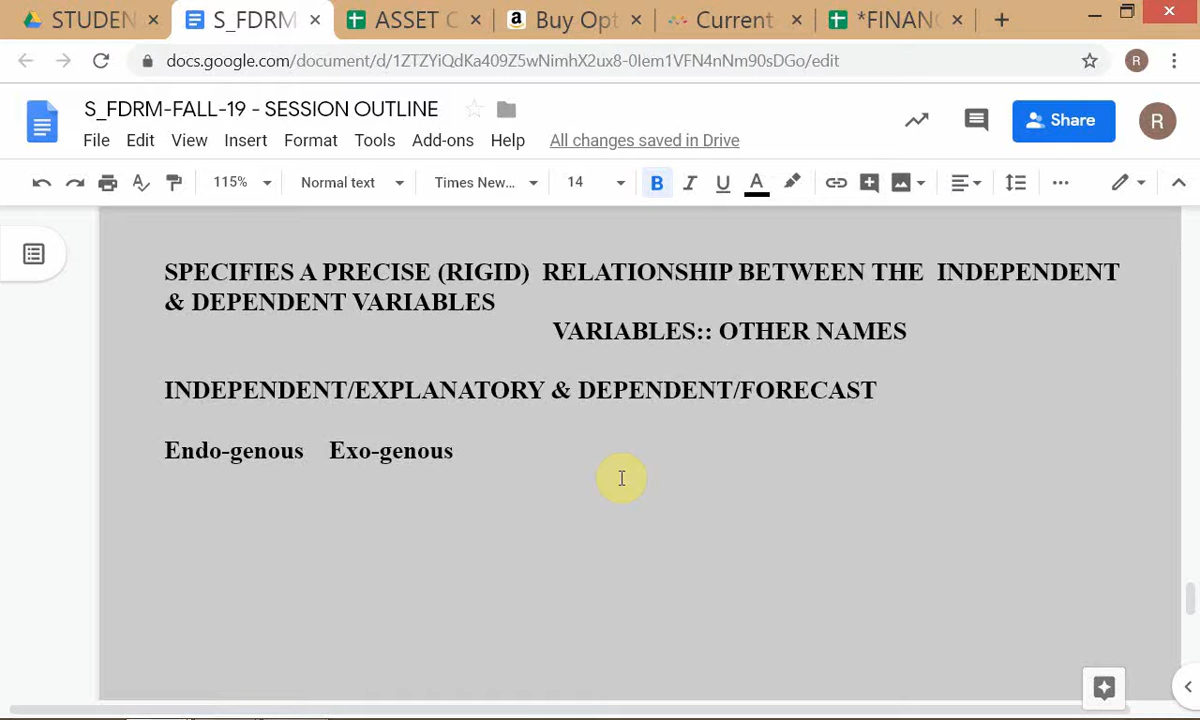 STUDEN
S_FDRM
ASSET C
Buy Opt
Current
*FINANC
docs.google.com/document/d/1ZTZYiQdKa409Z5wNimhX2ux8-0Iem1VFN4nNm90sDGo/edit
R
S_FDRM-FALL-19 - SESSION OUTLINE
Share
R
File Edit View Insert Format Tools Add-ons Help All changes saved in Drive
115% Normal text Times New... 14 B I U A
SPECIFIES A PRECISE (RIGID) RELATIONSHIP BETWEEN THE INDEPENDENT
& DEPENDENT VARIABLES
VARIABLES:: OTHER NAMES
INDEPENDENT/EXPLANATORY & DEPENDENT/FORECAST
Endo-genous Exo-genous